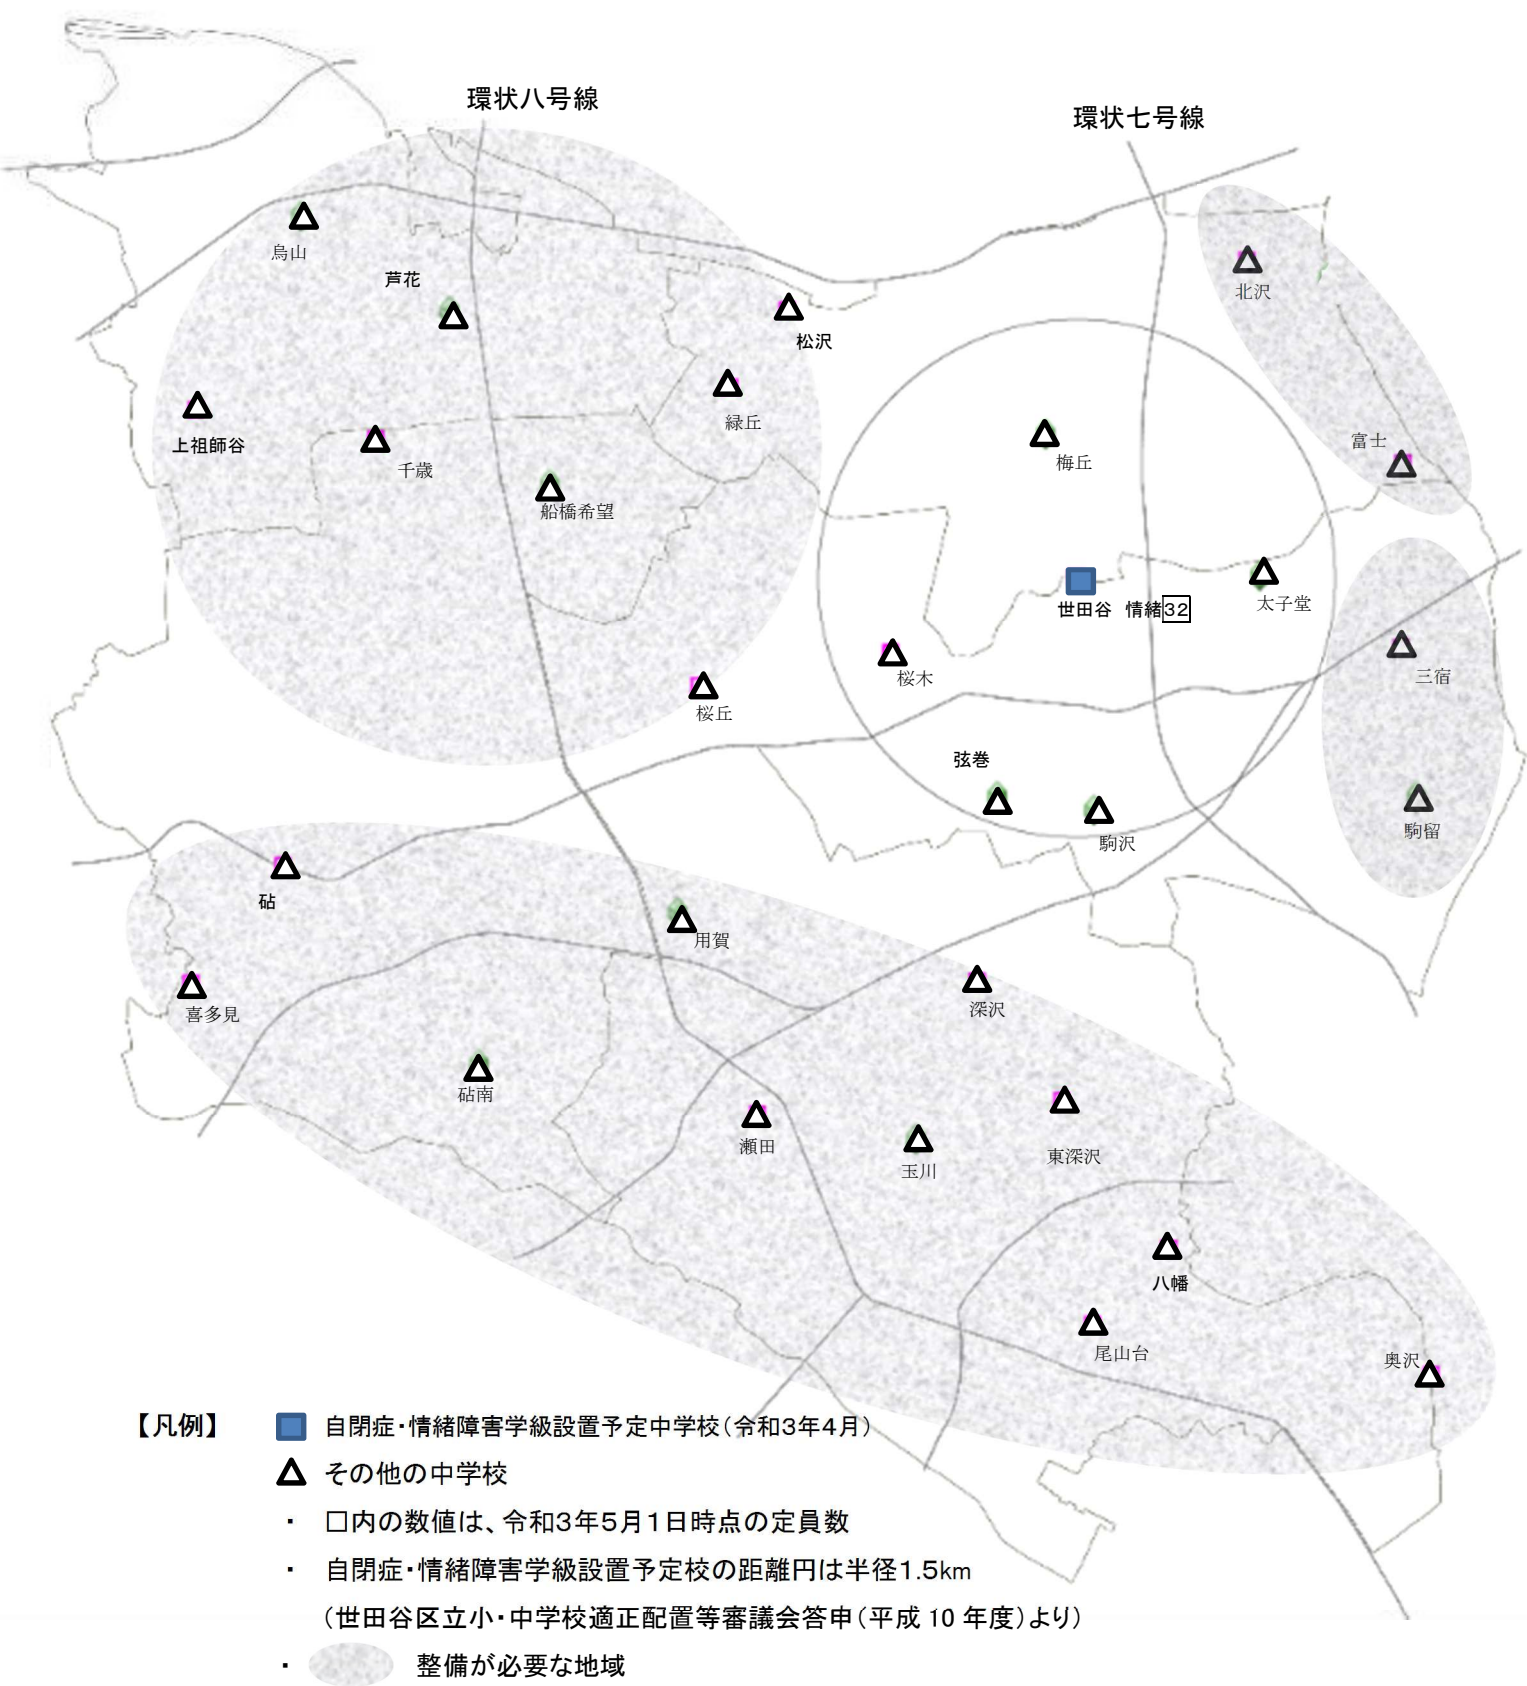 環状八号線
環状七号線
烏山
芦花
北沢
松沢
緑丘
上祖師谷
千歳
富士
梅丘
船橋希望
太子堂
世田谷 情緒32
桜木
三宿
桜丘
弦巻
駒留
駒沢
砧
用賀
喜多見
深沢
砧南
瀬田
東深沢
玉川
八幡
尾山台
奥沢
【凡例】 自閉症・情緒障害学級設置予定中学校(令和3年4月)
その他の中学校
・ □内の数値は、令和3年5月1日時点の定員数
・ 自閉症・情緒障害学級設置予定校の距離円は半径1.5km
(世田谷区立小・中学校適正配置等審議会答申(平成 10 年度)より)
・ 整備が必要な地域